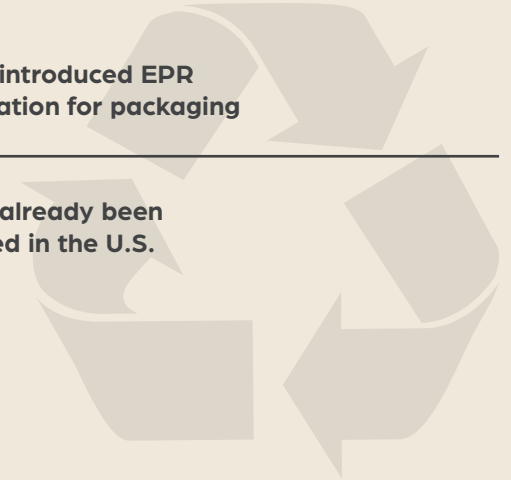 introduced EPR
ation for packaging
already been
ed in the U.S.